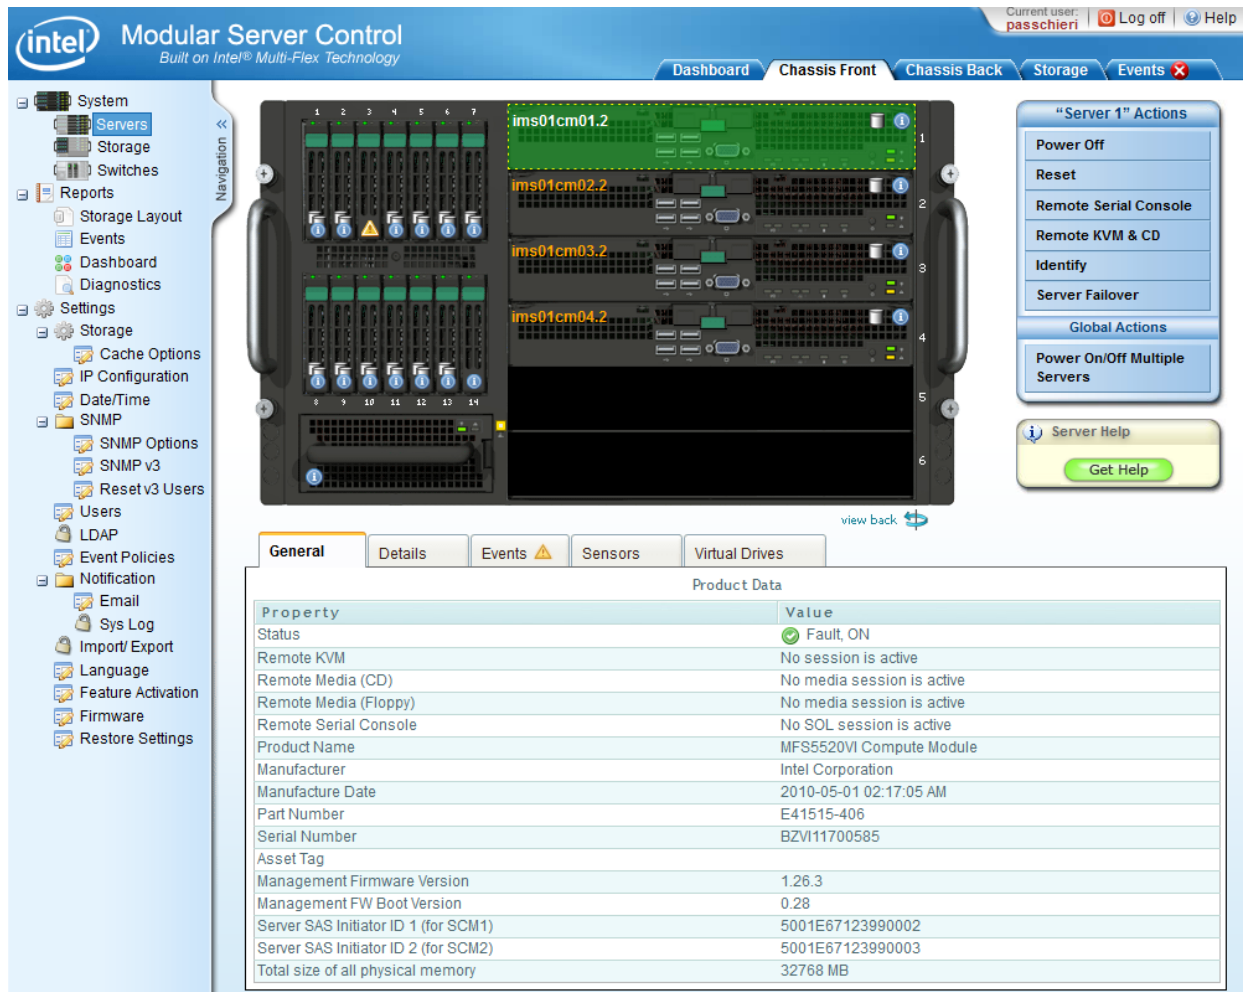 Current user:
passchieri
Log off
Help
intel
Modular Server Control
Built on Intel® Multi-Flex Technology
Dashboard
Chassis Front
Chassis Back
Storage
Events
System
Servers
Storage
Switches
Reports
Storage Layout
Events
Dashboard
Diagnostics
Settings
Storage
Cache Options
IP Configuration
Date/Time
SNMP
SNMP Options
SNMP v3
Reset v3 Users
Users
LDAP
Event Policies
Notification
Email
Sys Log
Import/ Export
Language
Feature Activation
Firmware
Restore Settings
«
Navigation
1 2 3 4 5 6 7
8 9 10 11 12 13 14
ims01cm01.2
1
ims01cm02.2
2
ims01cm03.2
3
ims01cm04.2
4
5
6
view back
"Server 1" Actions
Power Off
Reset
Remote Serial Console
Remote KVM & CD
Identify
Server Failover
Global Actions
Power On/Off Multiple
Servers
Server Help
Get Help
General
Details
Events
Sensors
Virtual Drives
Product Data
Property Value
Status Fault, ON
Remote KVM No session is active
Remote Media (CD) No media session is active
Remote Media (Floppy) No media session is active
Remote Serial Console No SOL session is active
Product Name MFS5520VI Compute Module
Manufacturer Intel Corporation
Manufacture Date 2010-05-01 02:17:05 AM
Part Number E41515-406
Serial Number BZVI11700585
Asset Tag
Management Firmware Version 1.26.3
Management FW Boot Version 0.28
Server SAS Initiator ID 1 (for SCM1) 5001E67123990002
Server SAS Initiator ID 2 (for SCM2) 5001E67123990003
Total size of all physical memory 32768 MB